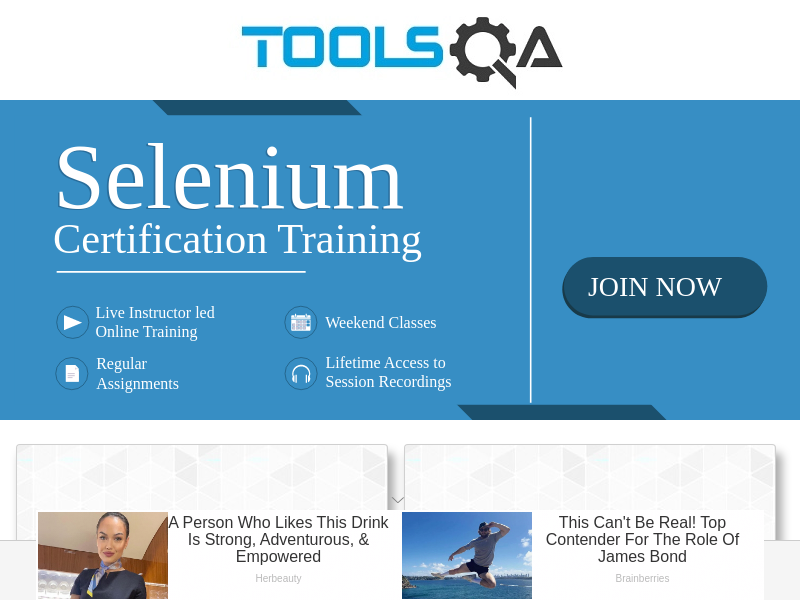 TOOLSQA
Selenium
Certification Training
JOIN NOW
Live Instructor led
Online Training
Weekend Classes
Regular
Assignments
Lifetime Access to
Session Recordings
A Person Who Likes This Drink
Is Strong, Adventurous, &
Empowered
Herbeauty
This Can't Be Real! Top
Contender For The Role Of
James Bond
Brainberries